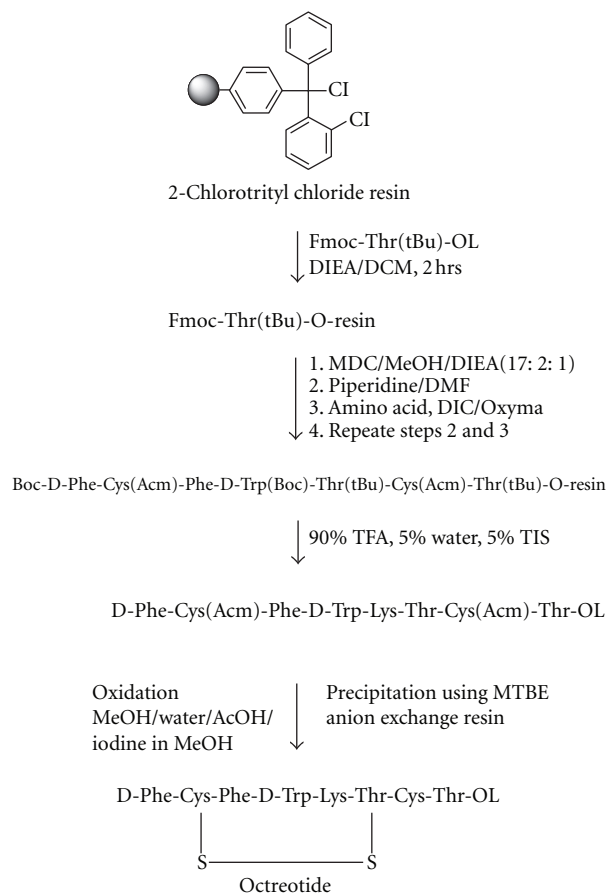 Cl
Cl
2-Chlorotrityl chloride resin
Fmoc-Thr(tBu)-OL
DIEA/DCM, 2 hrs
Fmoc-Thr(tBu)-O-resin
1. MDC/MeOH/DIEA(17: 2: 1)
2. Piperidine/DMF
3. Amino acid, DIC/Oxyma
4. Repeat steps 2 and 3
Boc-D-Phe-Cys(Acm)-Phe-D-Trp(Boc)-Thr(tBu)-Cys(Acm)-Thr(tBu)-O-resin
90% TFA, 5% water, 5% TIS
D-Phe-Cys(Acm)-Phe-D-Trp-Lys-Thr-Cys(Acm)-Thr-OL
Oxidation
MeOH/water/AcOH/
iodine in MeOH
Precipitation using MTBE
anion exchange resin
D-Phe-Cys-Phe-D-Trp-Lys-Thr-Cys-Thr-OL
S
S
Octreotide